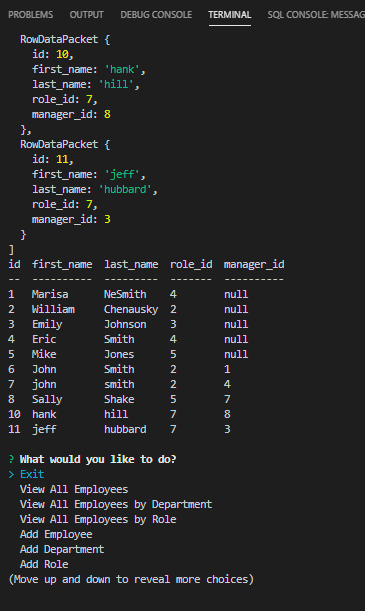 PROBLEMS OUTPUT DEBUG CONSOLE TERMINAL SQL CONSOLE: MESSAG
RowDataPacket {
id: 10,
first_name: 'hank',
last_name: 'hill',
role_id: 7,
manager_id: 8
},
RowDataPacket {
id: 11,
first_name: 'jeff',
last_name: 'hubbard',
role_id: 7,
manager_id: 3
}
]
id first_name last_name role_id manager_id
-- ---------- --------- ------- ----------
1 Marisa NeSmith 4 null
2 William Chenausky 2 null
3 Emily Johnson 3 null
4 Eric Smith 4 null
5 Mike Jones 5 null
6 John Smith 2 1
7 john smith 2 4
8 Sally Shake 5 7
10 hank hill 7 8
11 jeff hubbard 7 3
? What would you like to do?
> Exit
View All Employees
View All Employees by Department
View All Employees by Role
Add Employee
Add Department
Add Role
(Move up and down to reveal more choices)